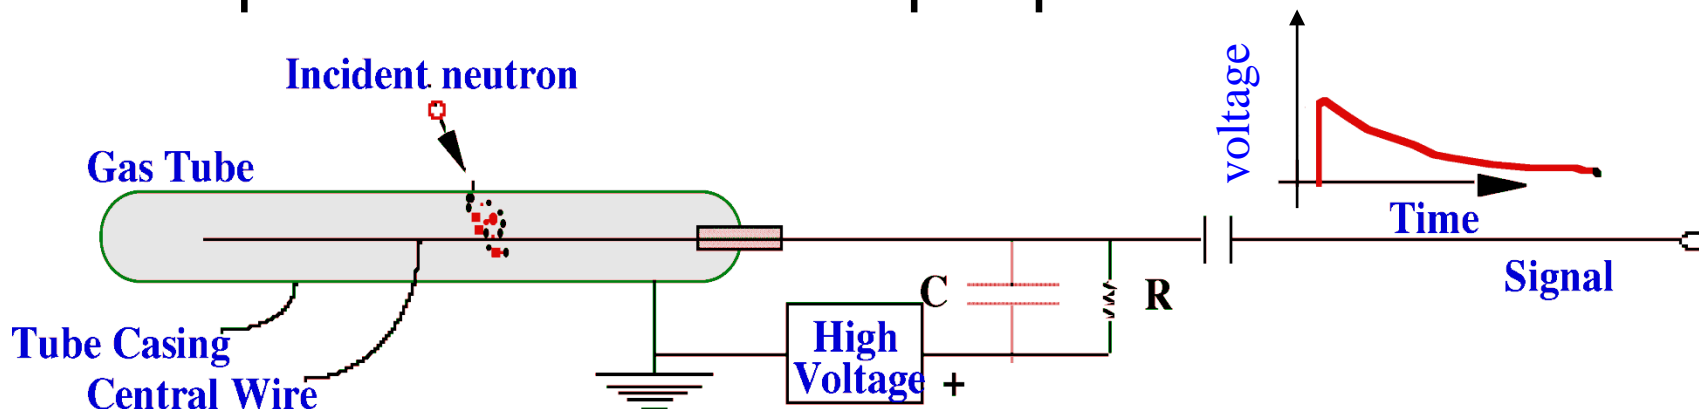 Incident neutron
voltage
Gas Tube
Time
Signal
C
R
Tube Casing
High
Voltage +
Central Wire